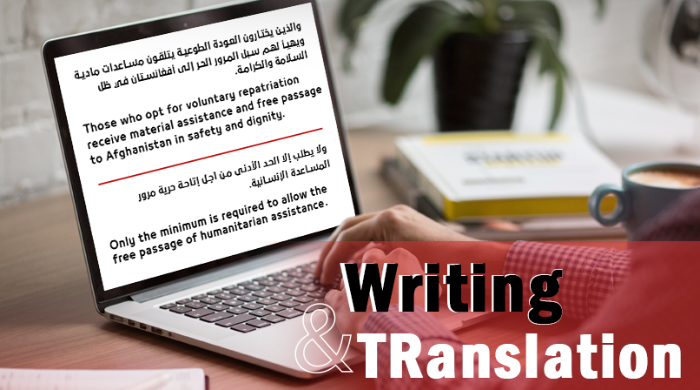 والذين يختارون العودة الطوعية يتلقون مساعدات مادية
ويهيأ لهم سبل المرور الحر إلى أفغانستان في ظل
السلامة والكرامة.
Those who opt for voluntary repatriation
receive material assistance and free passage
to Afghanistan in safety and dignity.
ولا يطلب إلا الحد الأدنى من أجل إتاحة حرية مرور
المساعدة الإنسانية.
Only the minimum is required to allow the
free passage of humanitarian assistance.
STARTUP
Writing
& TRanslation